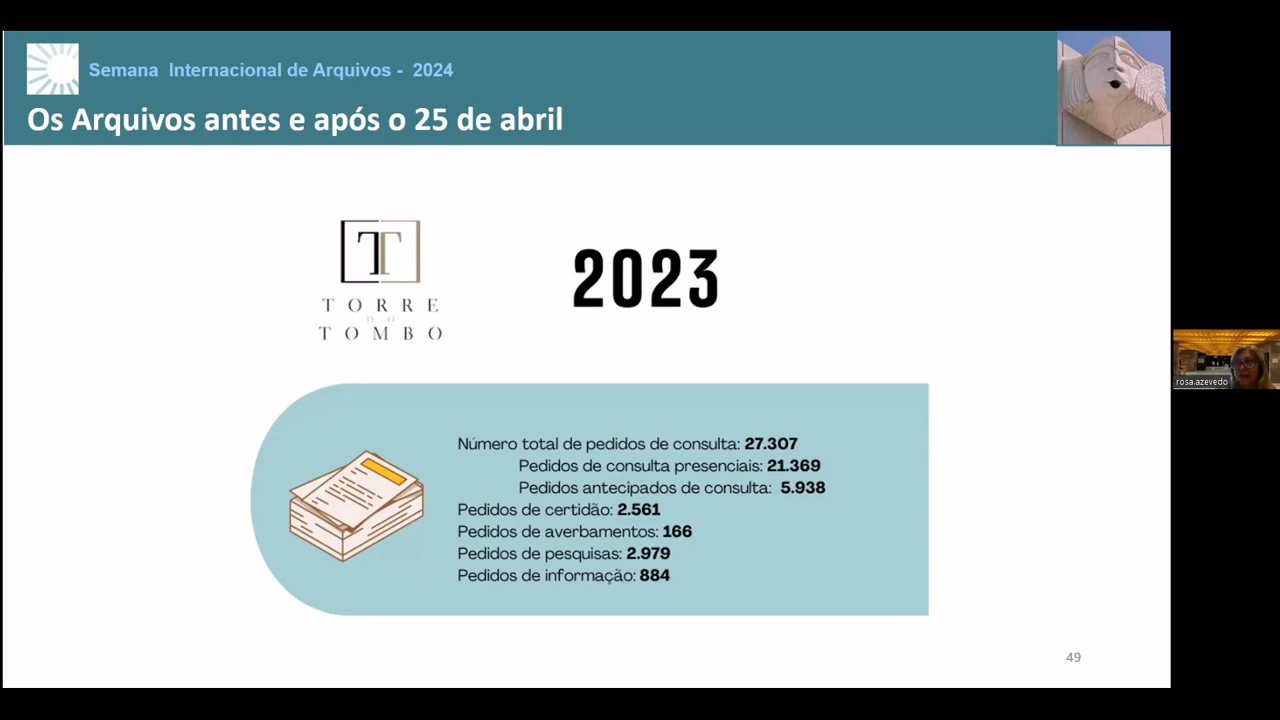 Semana Internacional de Arquivos - 2024
Os Arquivos antes e após o 25 de abril
TT
TORRE
DO
TOMBO
2023
Número total de pedidos de consulta: 27.307
Pedidos de consulta presenciais: 21.369
Pedidos antecipados de consulta: 5.938
Pedidos de certidão: 2.561
Pedidos de averbamentos: 166
Pedidos de pesquisas: 2.979
Pedidos de informação: 884
49
rosa.azevedo